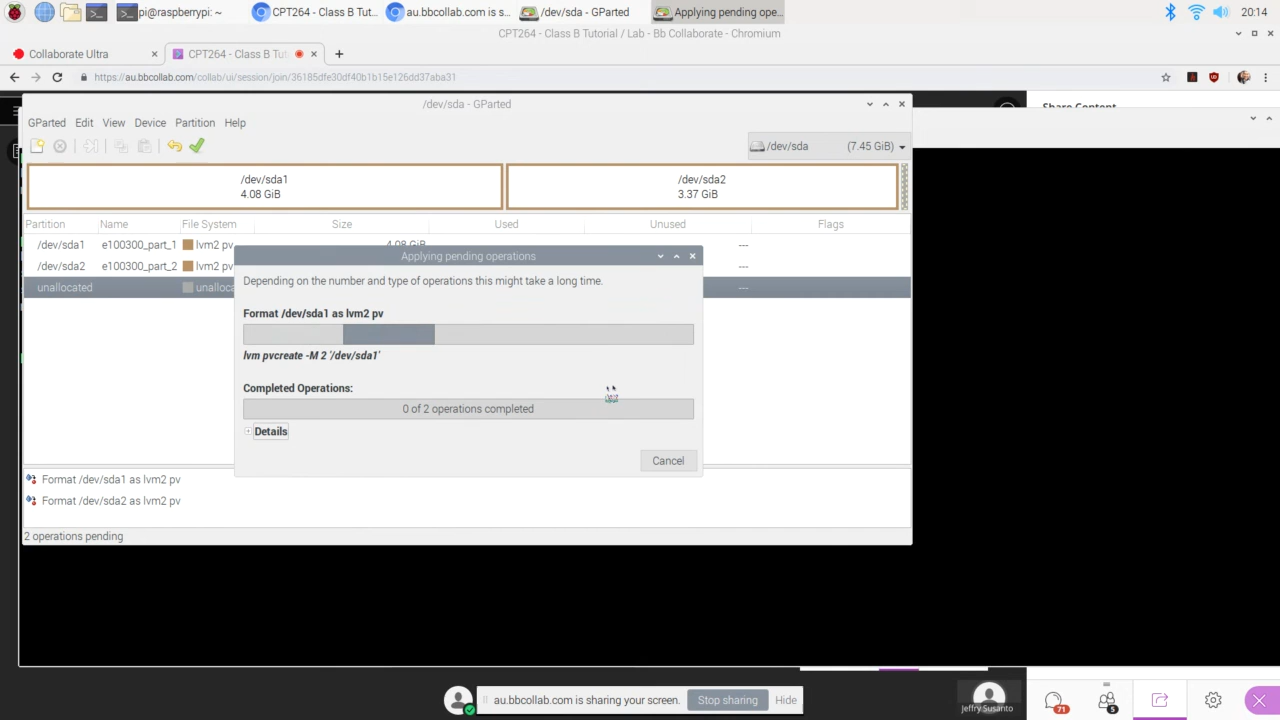 pi@raspberrypi: ~
CPT264 - Class B Tut...
au.bbcollab.com is s...
/dev/sda - GParted
Applying pending ope...
20:14
CPT264 - Class B Tutorial / Lab - Bb Collaborate - Chromium
Collaborate Ultra
CPT264 - Class B Tut
https://au.bbcollab.com/collab/ui/session/join/36185dfe30df40b1b15e126dd37aba31
/dev/sda - GParted
Share Content
GParted Edit View Device Partition Help
/dev/sda (7.45 GiB)
/dev/sda1
4.08 GiB
/dev/sda2
3.37 GiB
Partition Name File System Size Used Unused Flags
/dev/sda1 e100300_part_1 lvm2 pv 4.08 GiB ---
/dev/sda2 e100300_part_2 lvm2 pv ---
unallocated unalloca ---
Applying pending operations
Depending on the number and type of operations this might take a long time.
Format /dev/sda1 as lvm2 pv
lvm pvcreate -M 2 '/dev/sda1'
Completed Operations:
0 of 2 operations completed
Details
Cancel
Format /dev/sda1 as lvm2 pv
Format /dev/sda2 as lvm2 pv
2 operations pending
au.bbcollab.com is sharing your screen.
Stop sharing
Hide
Jeffry Susanto
71
5